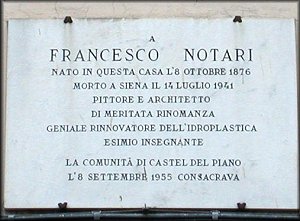 A
FRANCESCO NOTARI
NATO IN QUESTA CASA L'8 OTTOBRE 1876
MORTO A SIENA IL 14 LUGLIO 1941
PITTORE E ARCHITETTO
DI MERITATA RINOMANZA
GENIALE RINNOVATORE DELL'IDROPLASTICA
ESIMIO INSEGNANTE
LA COMUNITÀ DI CASTEL DEL PIANO
L'8 SETTEMBRE 1955 CONSACRAVA